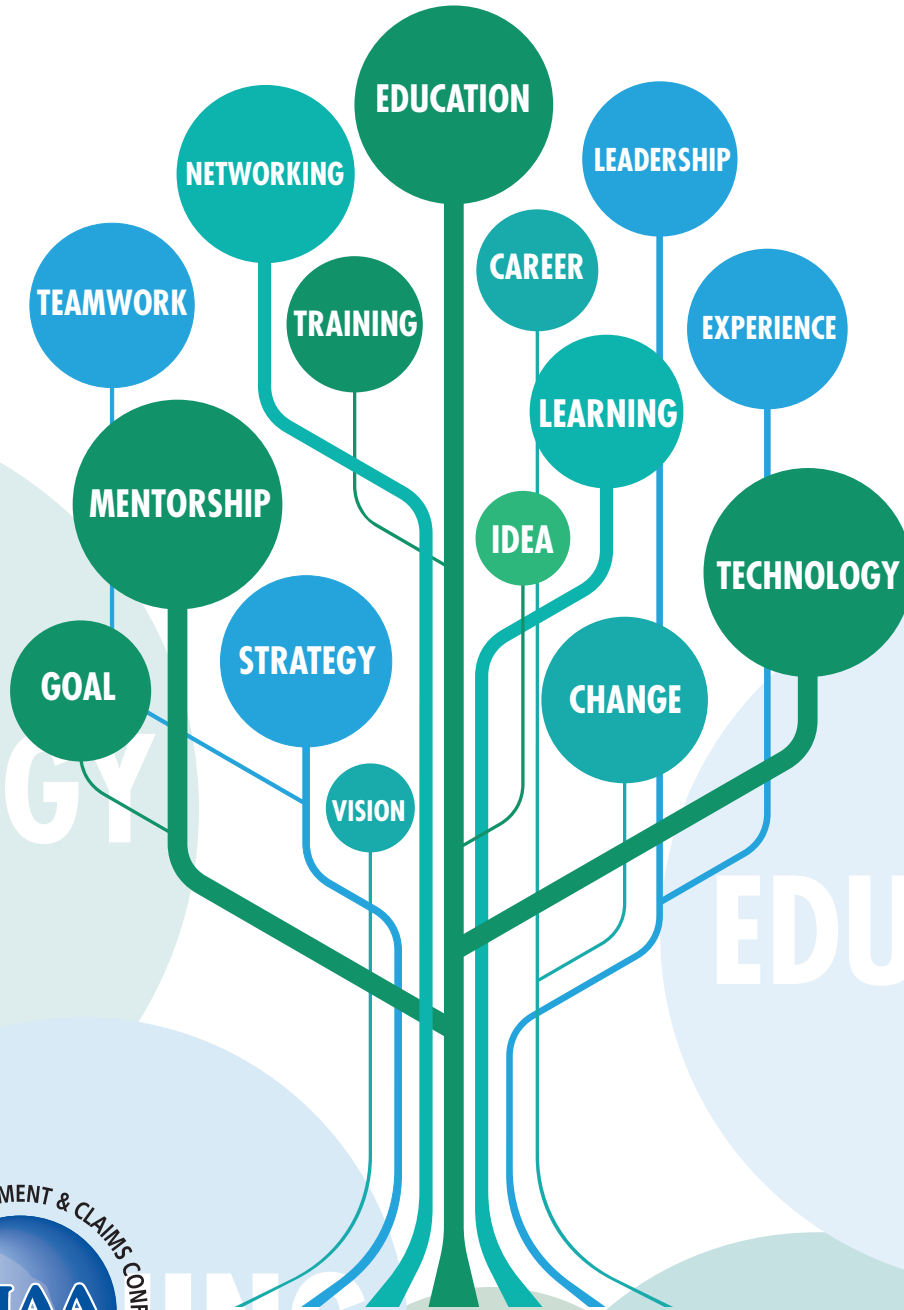 EDUCATION
NETWORKING
LEADERSHIP
CAREER
TEAMWORK
TRAINING
EXPERIENCE
LEARNING
MENTORSHIP
IDEA
TECHNOLOGY
STRATEGY
GOAL
CHANGE
GY
VISION
EDU
MENT & CLAIMS CONF